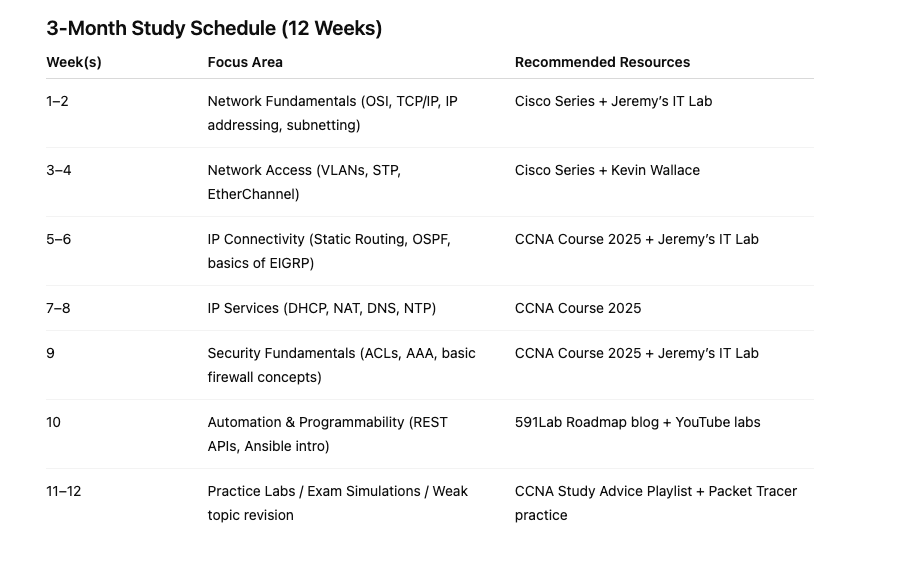 3-Month Study Schedule (12 Weeks)
Week(s) Focus Area Recommended Resources
1–2 Network Fundamentals (OSI, TCP/IP, IP Cisco Series + Jeremy’s IT Lab
addressing, subnetting)
3–4 Network Access (VLANs, STP, Cisco Series + Kevin Wallace
EtherChannel)
5–6 IP Connectivity (Static Routing, OSPF, CCNA Course 2025 + Jeremy’s IT Lab
basics of EIGRP)
7–8 IP Services (DHCP, NAT, DNS, NTP) CCNA Course 2025
9 Security Fundamentals (ACLs, AAA, basic CCNA Course 2025 + Jeremy’s IT Lab
firewall concepts)
10 Automation & Programmability (REST 591Lab Roadmap blog + YouTube labs
APIs, Ansible intro)
11–12 Practice Labs / Exam Simulations / Weak CCNA Study Advice Playlist + Packet Tracer
topic revision practice